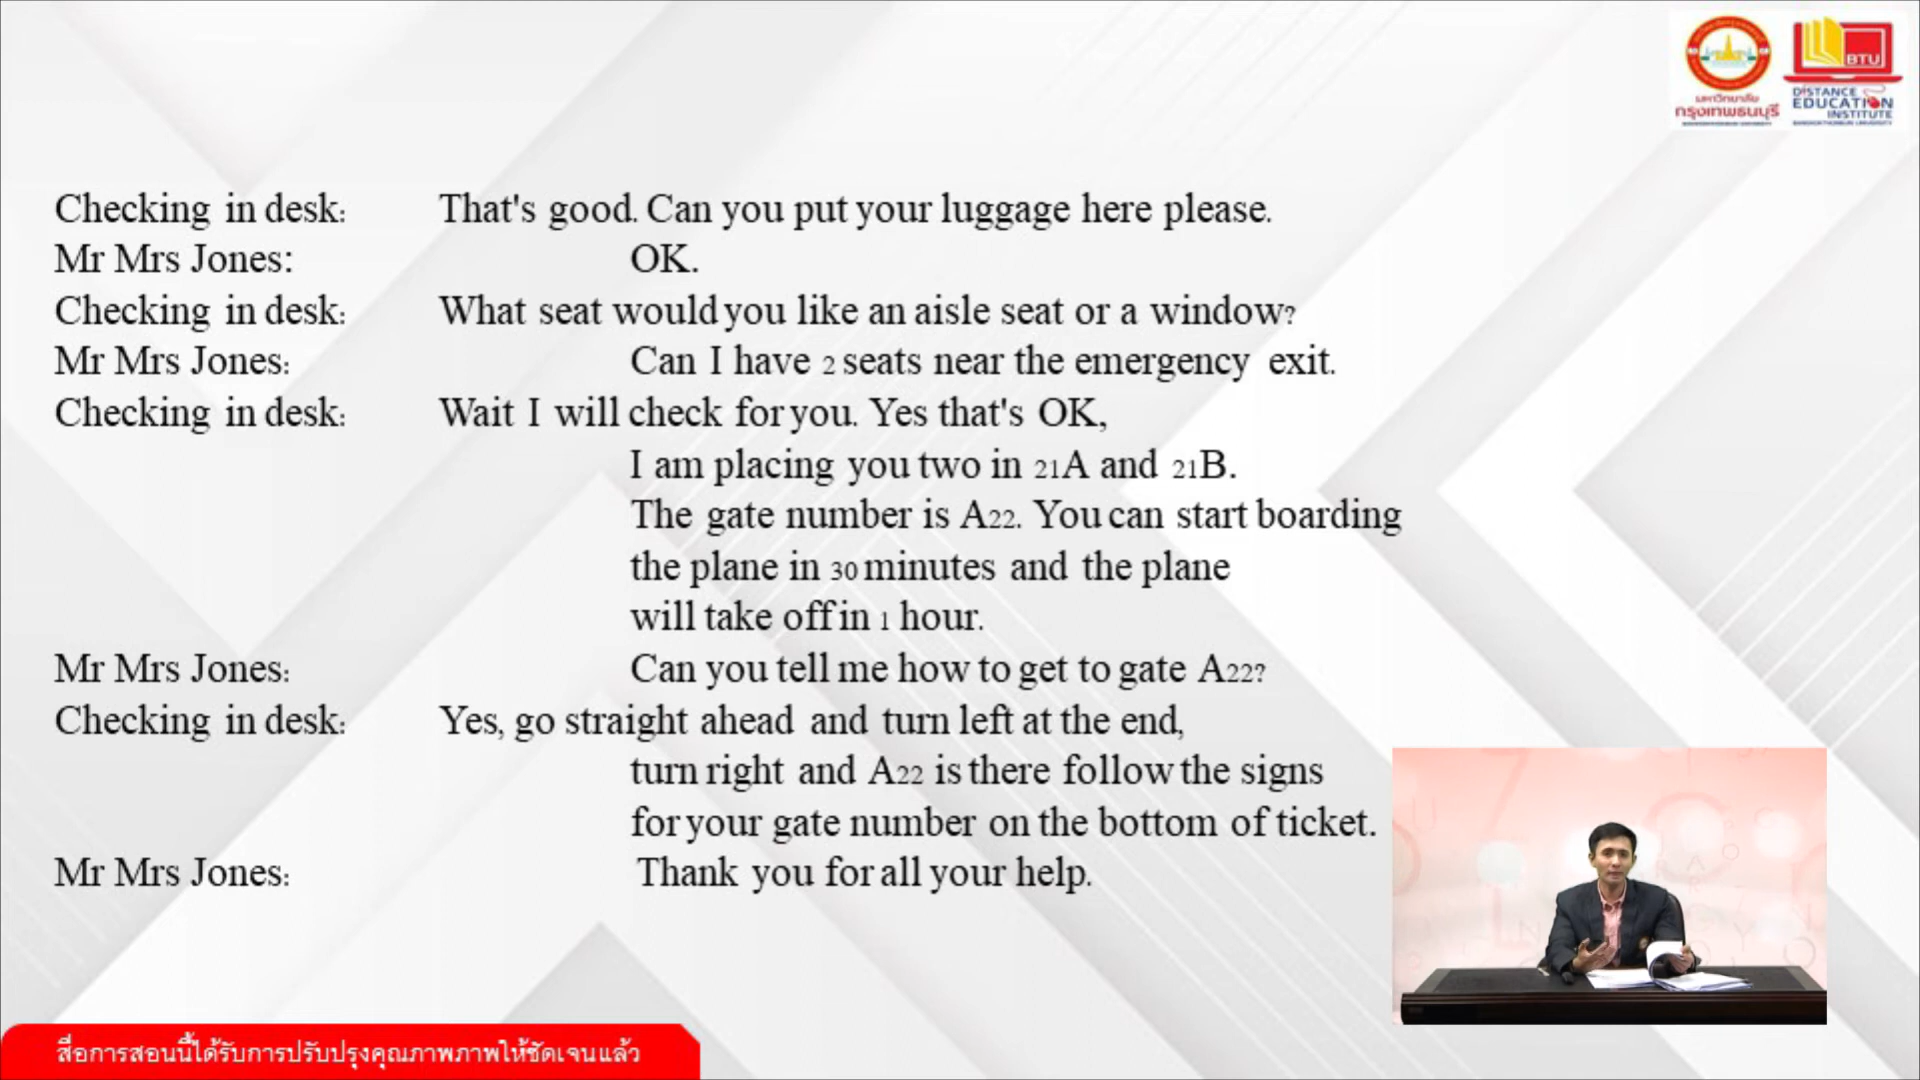 มหาวิทยาลัย
กรุงเทพธนบุรี
BTU
DISTANCE
EDUCATION
INSTITUTE
Checking in desk: That's good. Can you put your luggage here please.
Mr Mrs Jones: OK.
Checking in desk: What seat would you like an aisle seat or a window?
Mr Mrs Jones: Can I have 2 seats near the emergency exit.
Checking in desk: Wait I will check for you. Yes that's OK,
I am placing you two in 21A and 21B.
The gate number is A22. You can start boarding
the plane in 30 minutes and the plane
will take off in 1 hour.
Mr Mrs Jones: Can you tell me how to get to gate A22?
Checking in desk: Yes, go straight ahead and turn left at the end,
turn right and A22 is there follow the signs
for your gate number on the bottom of ticket.
Mr Mrs Jones: Thank you for all your help.
สื่อการสอนนี้ได้รับการปรับปรุงคุณภาพภาพให้ชัดเจนแล้ว